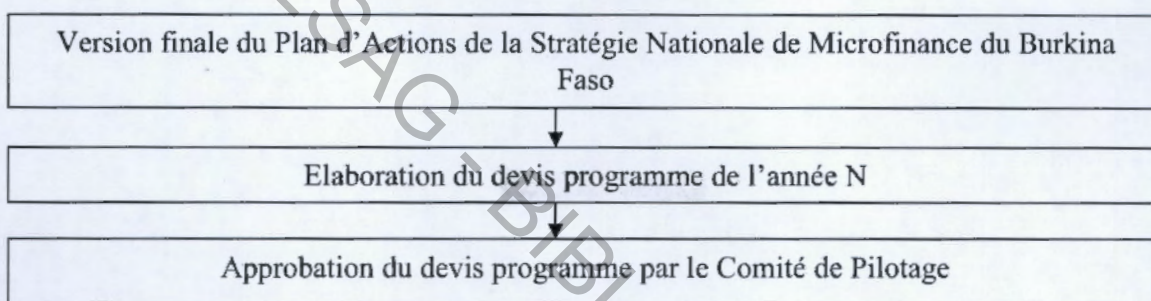 Version finale du Plan d'Actions de la Stratégie Nationale de Microfinance du Burkina
Faso
Elaboration du devis programme de l'année N
Approbation du devis programme par le Comité de Pilotage